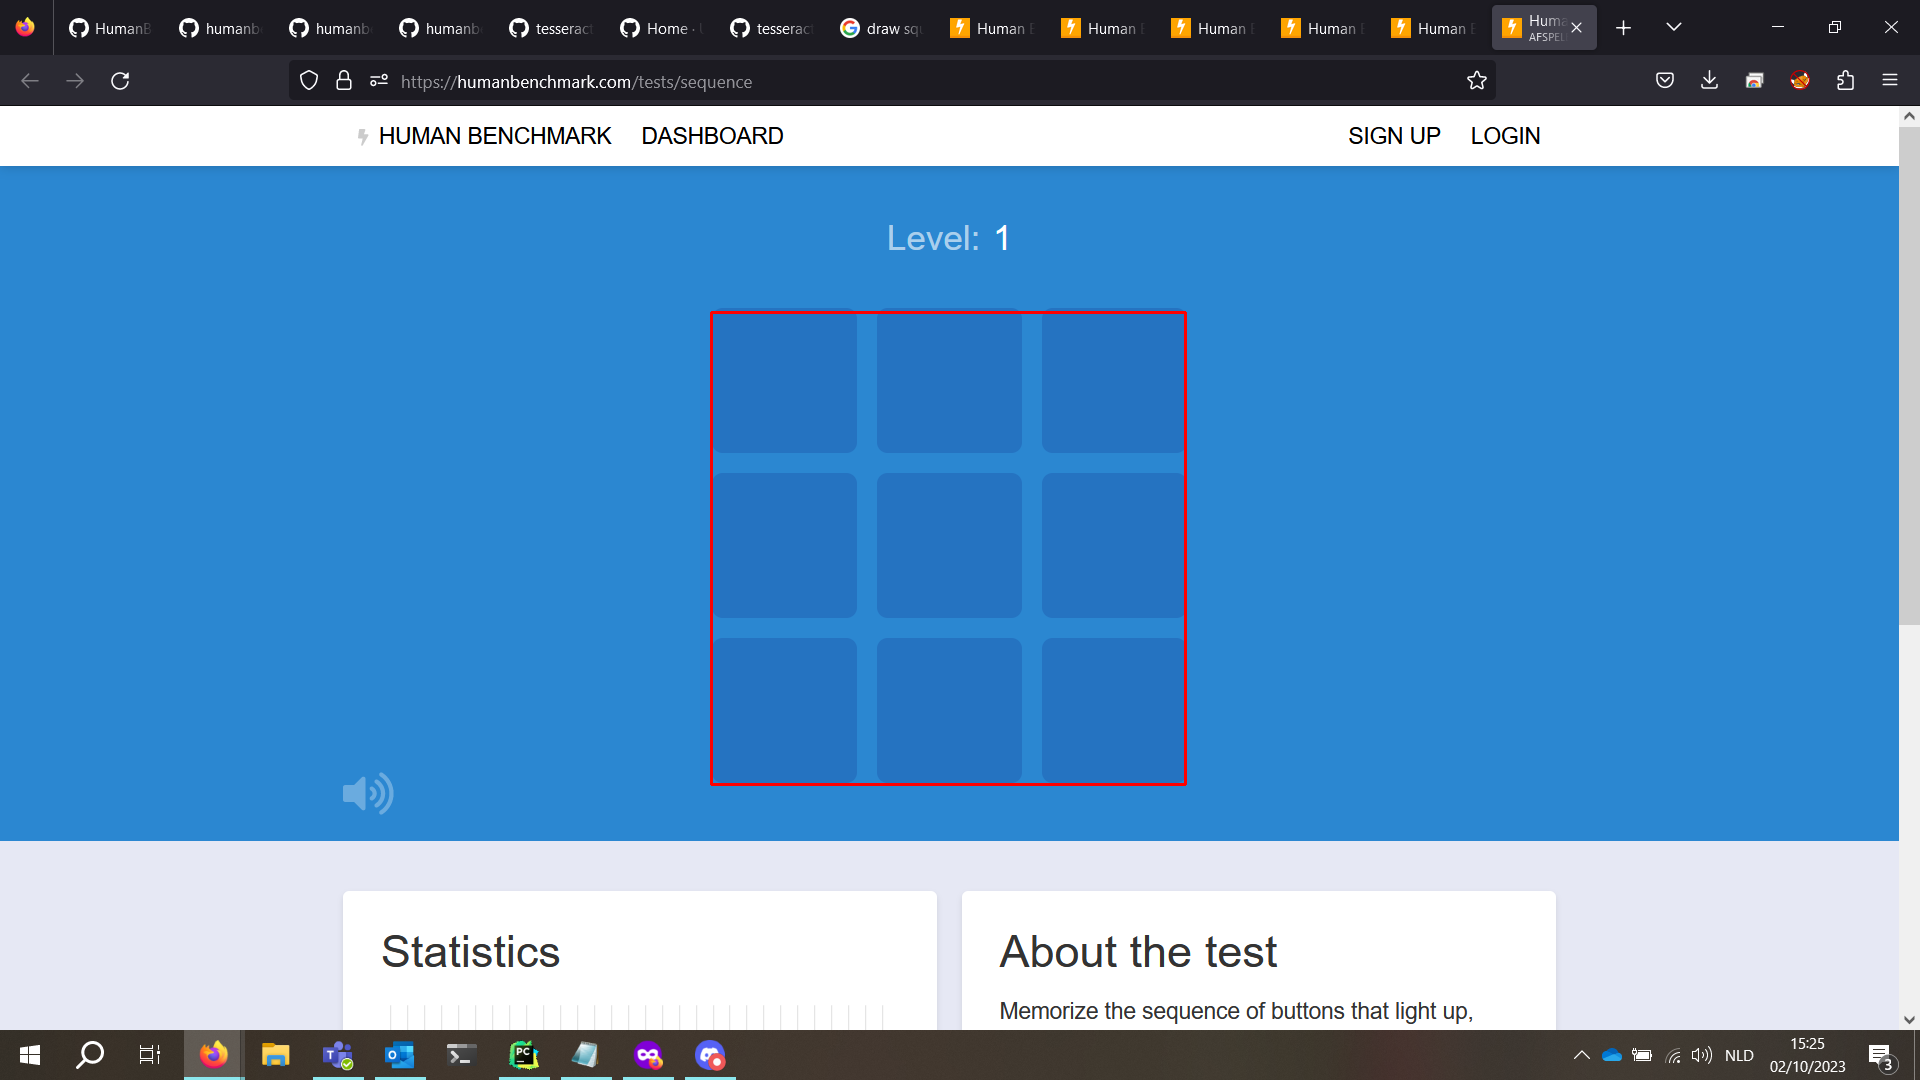 HumanB
humanb
humanb
humanb
tesseract
Home ·
tesseract
draw squ
Human B
Human
Human
Human
Human
Huma
AFSPEL
https://humanbenchmark.com/tests/sequence
HUMAN BENCHMARK DASHBOARD SIGN UP LOGIN
Level: 1
Statistics
About the test
Memorize the sequence of buttons that light up,
NLD
15:25
02/10/2023
3